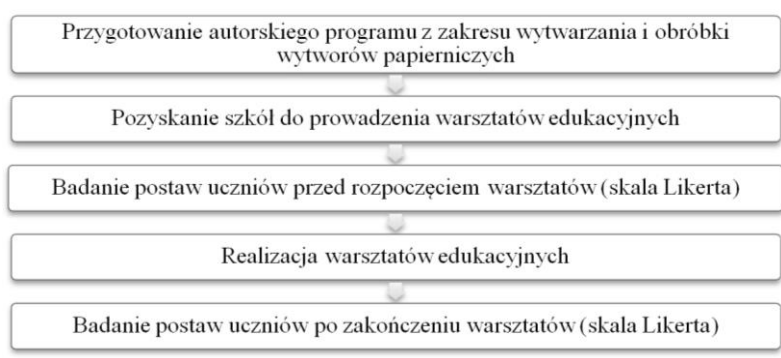 Przygotowanie autorskiego programu z zakresu wytwarzania i obróbki
wytworów papierniczych
Pozyskanie szkół do prowadzenia warsztatów edukacyjnych
Badanie postaw uczniów przed rozpoczęciem warsztatów (skala Likerta)
Realizacja warsztatów edukacyjnych
Badanie postaw uczniów po zakończeniu warsztatów (skala Likerta)